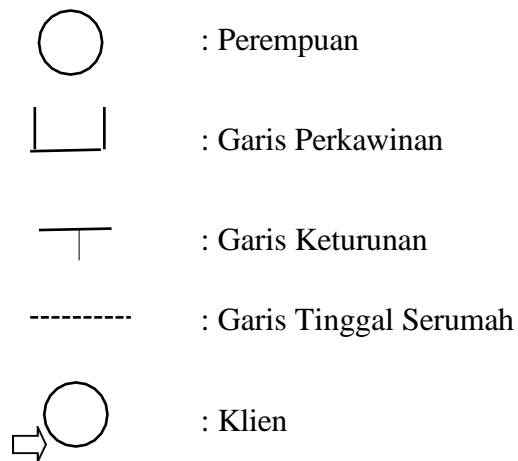 : Perempuan
: Garis Perkawinan
: Garis Keturunan
: Garis Tinggal Serumah
: Klien